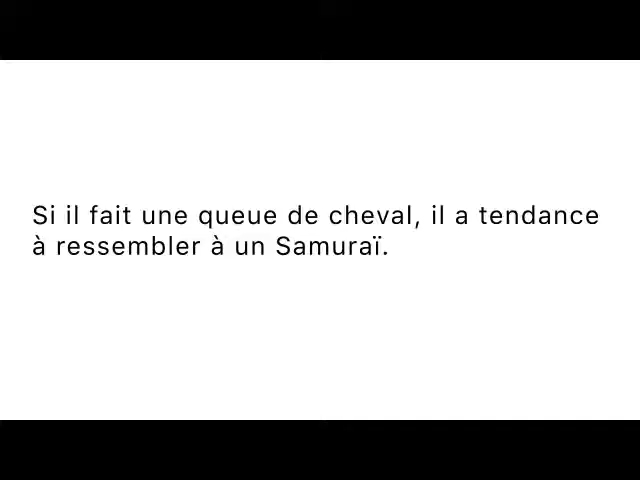 Si il fait une queue de cheval, il a tendance
à ressembler à un Samuraï.